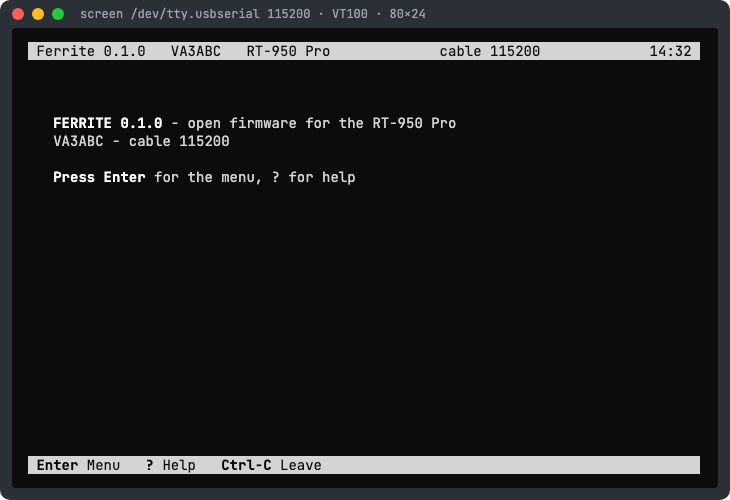 screen /dev/tty.usbserial 115200 · VT100 · 80×24
Ferrite 0.1.0 VA3ABC RT-950 Pro cable 115200 14:32
FERRITE 0.1.0 - open firmware for the RT-950 Pro
VA3ABC - cable 115200
Press Enter for the menu, ? for help
Enter Menu ? Help Ctrl-C Leave